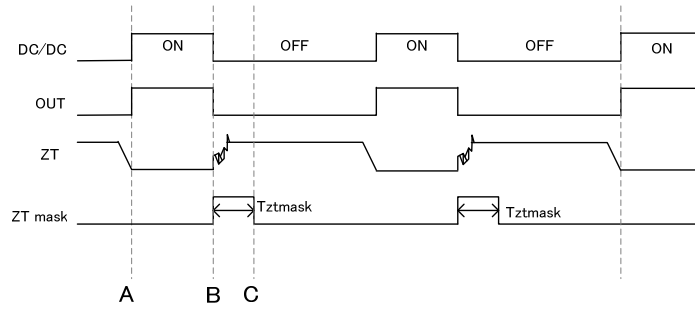 DC/DC ON OFF ON OFF ON
OUT
ZT
ZT mask Tztmask Tztmask
A B C